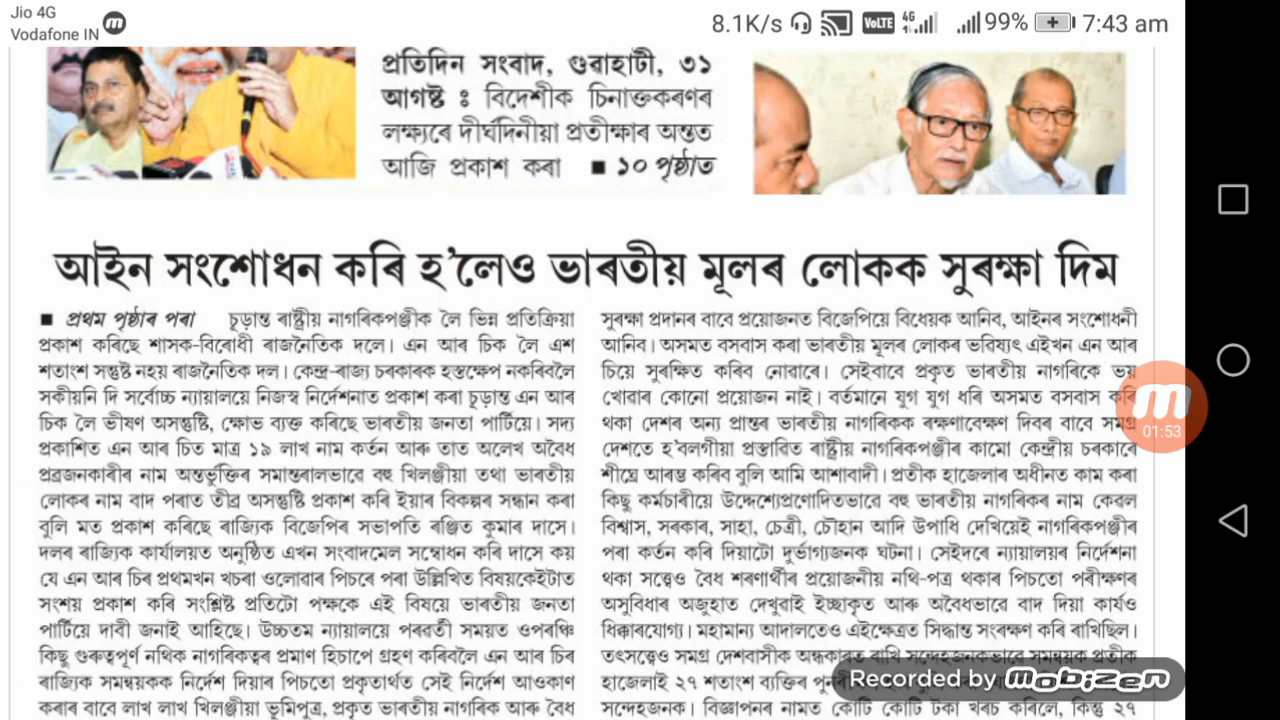 Jio 4G
Vodafone IN
8.1K/s
VoLTE
4G
99%
7:43 am
প্ৰতিদিন সংবাদ, গুৱাহাটী, ৩১
আগষ্ট ঃ বিদেশীক চিনাক্তকৰণৰ
লক্ষ্যৰে দীৰ্ঘদিনীয়া প্ৰতীক্ষাৰ অন্তত
আজি প্ৰকাশ কৰা ■ ১০ পৃষ্ঠাত
আইন সংশোধন কৰি হ’লেও ভাৰতীয় মূলৰ লোকক সুৰক্ষা দিম
■ প্ৰথম পৃষ্ঠাৰ পৰা চূড়ান্ত ৰাষ্ট্ৰীয় নাগৰিকপঞ্জীক লৈ ভিন্ন প্ৰতিক্ৰিয়া
প্ৰকাশ কৰিছে শাসক-বিৰোধী ৰাজনৈতিক দলে। এন আৰ চিক লৈ এশ
শতাংশ সন্তুষ্ট নহয় ৰাজনৈতিক দল। কেন্দ্ৰ-ৰাজ্য চৰকাৰক হস্তক্ষেপ নকৰিবলৈ
সকীয়নি দি সৰ্বোচ্চ ন্যায়ালয়ে নিজস্ব নিৰ্দেশনাত প্ৰকাশ কৰা চূড়ান্ত এন আৰ
চিক লৈ ভীষণ অসন্তুষ্টি, ক্ষোভ ব্যক্ত কৰিছে ভাৰতীয় জনতা পাৰ্টিয়ে। সদ্য
প্ৰকাশিত এন আৰ চিত মাত্ৰ ১৯ লাখ নাম কৰ্তন আৰু তাত অলেখ অবৈধ
প্ৰব্ৰজনকাৰীৰ নাম অন্তৰ্ভুক্তিৰ সমান্তৰালভাৱে বহু খিলঞ্জীয়া তথা ভাৰতীয়
লোকৰ নাম বাদ পৰাত তীব্ৰ অসন্তুষ্টি প্ৰকাশ কৰি ইয়াৰ বিকল্পৰ সন্ধান কৰা
বুলি মত প্ৰকাশ কৰিছে ৰাজ্যিক বিজেপিৰ সভাপতি ৰঞ্জিত কুমাৰ দাসে।
দলৰ ৰাজ্যিক কাৰ্যালয়ত অনুষ্ঠিত এখন সংবাদমেল সম্বোধন কৰি দাসে কয়
যে এন আৰ চিৰ প্ৰথমখন খচৰা ওলোৱাৰ পিচৰে পৰা উল্লিখিত বিষয়কেইটাত
সংশয় প্ৰকাশ কৰি সংশ্লিষ্ট প্ৰতিটো পক্ষকে এই বিষয়ে ভাৰতীয় জনতা
পাৰ্টিয়ে দাবী জনাই আহিছে। উচ্চতম ন্যায়ালয়ে পৰৱৰ্তী সময়ত ওপৰঞ্চি
কিছু গুৰুত্বপূৰ্ণ নথিক নাগৰিকত্বৰ প্ৰমাণ হিচাপে গ্ৰহণ কৰিবলৈ এন আৰ চিৰ
ৰাজ্যিক সমন্বয়কক নিৰ্দেশ দিয়াৰ পিচতো প্ৰকৃতাৰ্থত সেই নিৰ্দেশ আওকাণ
কৰাৰ বাবে লাখ লাখ খিলঞ্জীয়া ভূমিপুত্ৰ, প্ৰকৃত ভাৰতীয় নাগৰিক আৰু বৈধ
সুৰক্ষা প্ৰদানৰ বাবে প্ৰয়োজনত বিজেপিয়ে বিধেয়ক আনিব, আইনৰ সংশোধনী
আনিব। অসমত বসবাস কৰা ভাৰতীয় মূলৰ লোকৰ ভৱিষ্যৎ এইখন এন আৰ
চিয়ে সুৰক্ষিত কৰিব নোৱাৰে। সেইবাবে প্ৰকৃত ভাৰতীয় নাগৰিকে ভয়
খোৱাৰ কোনো প্ৰয়োজন নাই। বৰ্তমানে যুগ যুগ ধৰি অসমত বসবাস কৰি
থকা দেশৰ অন্য প্ৰান্তৰ ভাৰতীয় নাগৰিকক ৰক্ষণাবেক্ষণ দিবৰ বাবে সমগ্ৰ
দেশতে হ’বলগীয়া প্ৰস্তাৱিত ৰাষ্ট্ৰীয় নাগৰিকপঞ্জীৰ কামো কেন্দ্ৰীয় চৰকাৰে
শীঘ্ৰে আৰম্ভ কৰিব বুলি আমি আশাবাদী। প্ৰতীক হাজেলাৰ অধীনত কাম কৰা
কিছু কৰ্মচাৰীয়ে উদ্দেশ্যেপ্ৰণোদিতভাৱে বহু ভাৰতীয় নাগৰিকৰ নাম কেৱল
বিশ্বাস, সৰকাৰ, সাহা, চেত্ৰী, চৌহান আদি উপাধি দেখিয়েই নাগৰিকপঞ্জীৰ
পৰা কৰ্তন কৰি দিয়াটো দুৰ্ভাগ্যজনক ঘটনা। সেইদৰে ন্যায়ালয়ৰ নিৰ্দেশনা
থকা সত্ত্বেও বৈধ শৰণাৰ্থীৰ প্ৰয়োজনীয় নথি-পত্ৰ থকাৰ পিচতো পৰীক্ষণৰ
অসুবিধাৰ অজুহাত দেখুৱাই ইচ্ছাকৃত আৰু অবৈধভাৱে বাদ দিয়া কাৰ্যও
ধিক্কাৰযোগ্য। মহামান্য আদালতেও এইক্ষেত্ৰত সিদ্ধান্ত সংৰক্ষণ কৰি ৰাখিছিল।
তৎসত্ত্বেও সমগ্ৰ দেশবাসীক অন্ধকাৰত ৰাখি সন্দেহজনকভাৱে সমন্বয়ক প্ৰতীক
হাজেলাই ২৭ শতাংশ ব্যক্তিৰ
সন্দেহজনক। বিজ্ঞাপনৰ নামত কোটি কোটি টকা খৰচ কৰিলে, কিন্তু ২৭
01:53
Recorded by mobizen